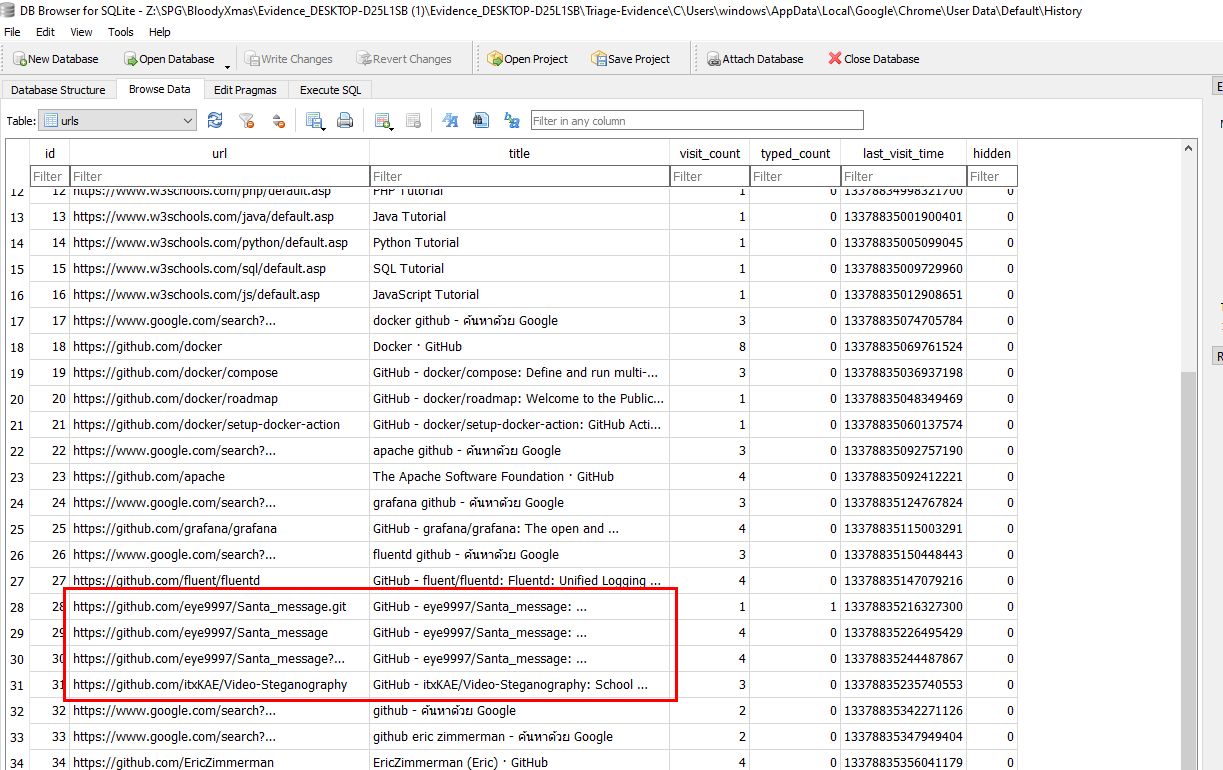 DB Browser for SQLite - Z:\SPG\BloodyXmas\Evidence_DESKTOP-D25L1SB (1)\Evidence_DESKTOP-D25L1SB\Triage-Evidence\C\Users\windows\AppData\Local\Google\Chrome\User Data\Default\History
File Edit View Tools Help
New Database Open Database Write Changes Revert Changes Open Project Save Project Attach Database Close Database
Database Structure Browse Data Edit Pragmas Execute SQL
Table: urls Filter in any column
id url title visit_count typed_count last_visit_time hidden
Filter Filter Filter Filter Filter Filter Filter
12 12 https://www.w3schools.com/php/default.asp PHP Tutorial 1 0 13378834998321700 0
13 13 https://www.w3schools.com/java/default.asp Java Tutorial 1 0 13378835001900401 0
14 14 https://www.w3schools.com/python/default.asp Python Tutorial 1 0 13378835005099045 0
15 15 https://www.w3schools.com/sql/default.asp SQL Tutorial 1 0 13378835009729960 0
16 16 https://www.w3schools.com/js/default.asp JavaScript Tutorial 1 0 13378835012908651 0
17 17 https://www.google.com/search?... docker github - ค้นหาด้วย Google 3 0 13378835074705784 0
18 18 https://github.com/docker Docker · GitHub 8 0 13378835069761524 0
19 19 https://github.com/docker/compose GitHub - docker/compose: Define and run multi-... 3 0 13378835036937198 0
20 20 https://github.com/docker/roadmap GitHub - docker/roadmap: Welcome to the Public... 1 0 13378835048349469 0
21 21 https://github.com/docker/setup-docker-action GitHub - docker/setup-docker-action: GitHub Acti... 1 0 13378835060137574 0
22 22 https://www.google.com/search?... apache github - ค้นหาด้วย Google 3 0 13378835092757190 0
23 23 https://github.com/apache The Apache Software Foundation · GitHub 4 0 13378835092412221 0
24 24 https://www.google.com/search?... grafana github - ค้นหาด้วย Google 3 0 13378835124767824 0
25 25 https://github.com/grafana/grafana GitHub - grafana/grafana: The open and ... 4 0 13378835115003291 0
26 26 https://www.google.com/search?... fluentd github - ค้นหาด้วย Google 3 0 13378835150448443 0
27 27 https://github.com/fluent/fluentd GitHub - fluent/fluentd: Fluentd: Unified Logging ... 4 0 13378835147079216 0
28 28 https://github.com/eye9997/Santa_message.git GitHub - eye9997/Santa_message: ... 1 1 13378835216327300 0
29 29 https://github.com/eye9997/Santa_message GitHub - eye9997/Santa_message: ... 4 0 13378835226495429 0
30 30 https://github.com/eye9997/Santa_message?... GitHub - eye9997/Santa_message: ... 4 0 13378835244487867 0
31 31 https://github.com/itxKAE/Video-Steganography GitHub - itxKAE/Video-Steganography: School ... 3 0 13378835235740553 0
32 32 https://www.google.com/search?... github - ค้นหาด้วย Google 2 0 13378835342271126 0
33 33 https://www.google.com/search?... github eric zimmerman - ค้นหาด้วย Google 2 0 13378835347949404 0
34 34 https://github.com/EricZimmerman EricZimmerman (Eric) · GitHub 4 0 13378835356041179 0